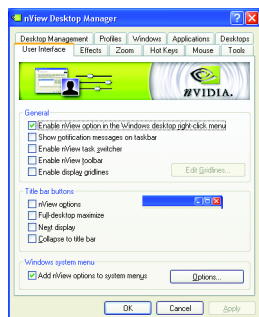 nView Desktop Manager
Desktop Management Profiles Windows Applications Desktops
User Interface Effects Zoom Hot Keys Mouse Tools
NVIDIA.
General
Enable nView option in the Windows desktop right-click menu
Show notification messages on taskbar
Enable nView task switcher
Enable nView toolbar
Enable display gridlines
Edit Gridlines...
Title bar buttons
nView options
Full-desktop maximize
Next display
Collapse to title bar
Windows system menu
Add nView options to system menus
Options...
OK Cancel Apply